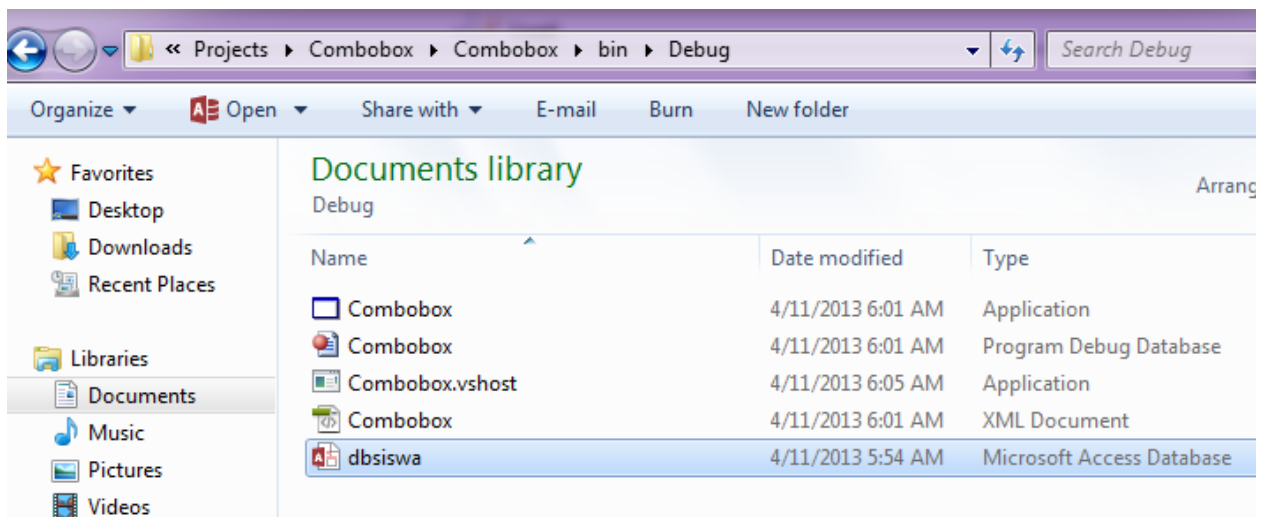 « Projects Combobox Combobox bin Debug Search Debug
Organize Open Share with E-mail Burn New folder
Favorites
Desktop
Downloads
Recent Places
Libraries
Documents
Music
Pictures
Videos
Documents library
Debug
Arrang
Name Date modified Type
Combobox 4/11/2013 6:01 AM Application
Combobox 4/11/2013 6:01 AM Program Debug Database
Combobox.vshost 4/11/2013 6:05 AM Application
Combobox 4/11/2013 6:01 AM XML Document
dbsiswa 4/11/2013 5:54 AM Microsoft Access Database